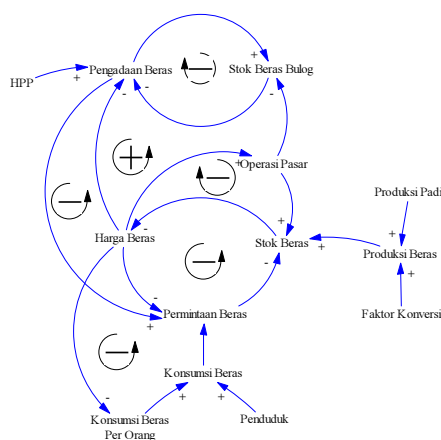 Pengadaan Beras
Stok Beras Bulog
HPP
+
+
-
-
-
+
-
+
Operasi Pasar
-
Produksi Padi
Harga Beras
-
Stok Beras
+
+
+
Produksi Beras
-
-
-
+
Permintaan Beras
+
Faktor Konversi
-
Konsumsi Beras
-
+
+
Konsumsi Beras
Per Orang
Penduduk